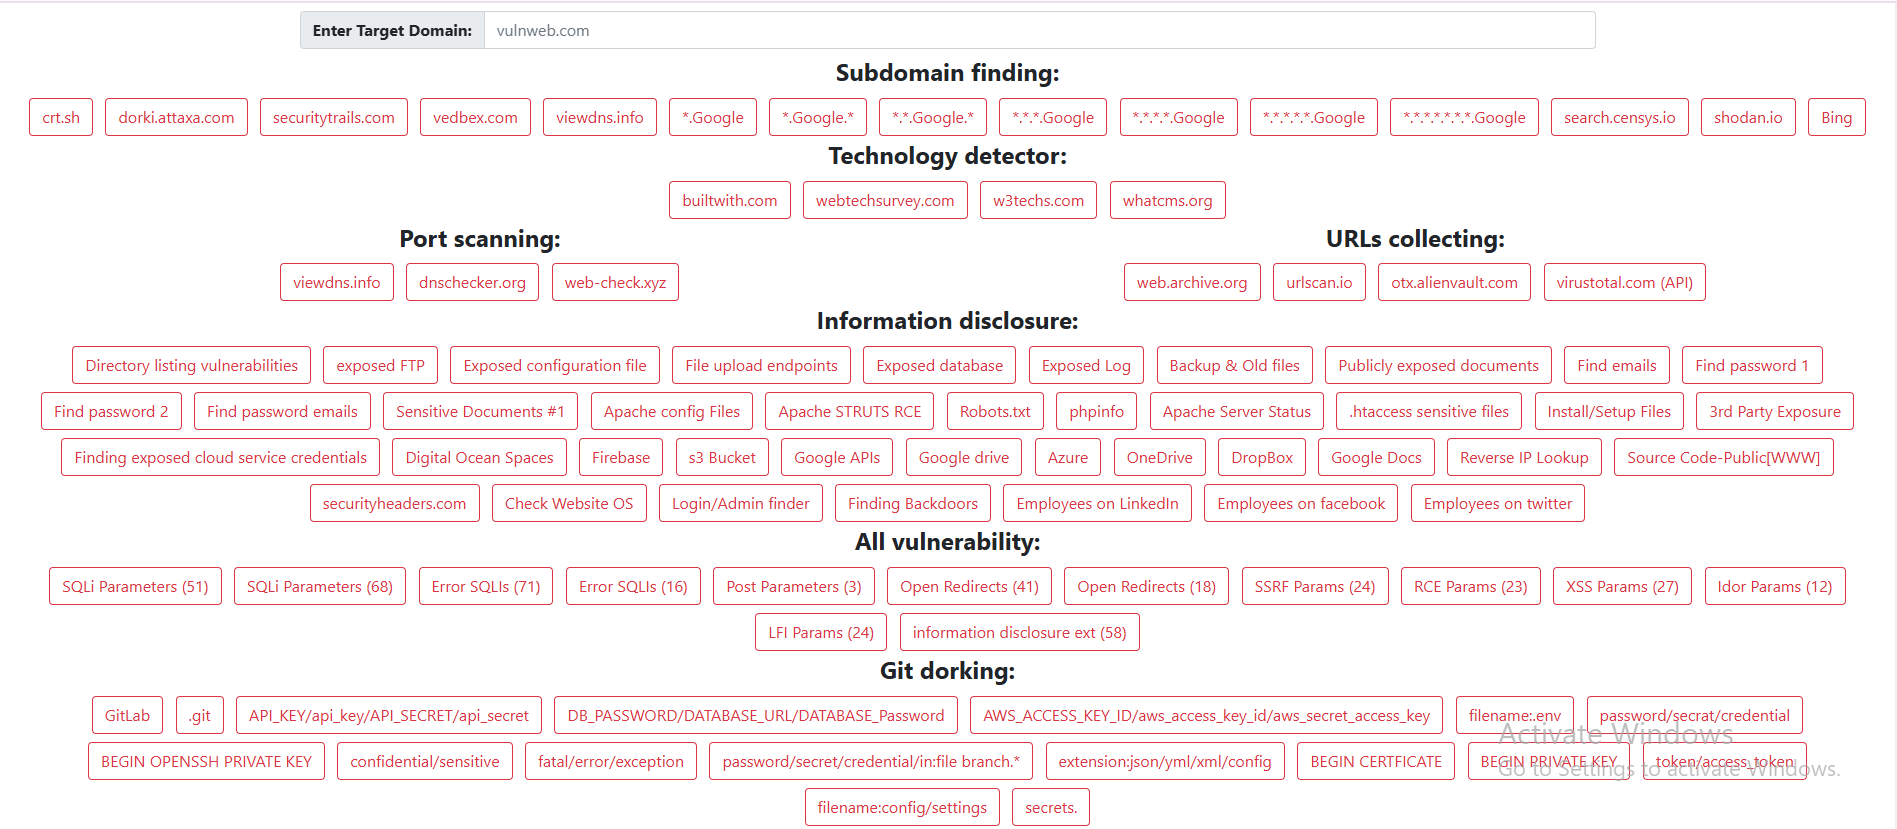 Enter Target Domain: vulnweb.com
Subdomain finding:
crt.sh dorki.attaxa.com securitytrails.com vedbex.com viewdns.info *.Google *.Google.* *.*.Google.* *.*.*.Google *.*.*.*.Google *.*.*.*.*.Google *.*.*.*.*.*.*.Google search.censys.io shodan.io Bing
Technology detector:
builtwith.com webtechsurvey.com w3techs.com whatcms.org
Port scanning: URLs collecting:
viewdns.info dnschecker.org web-check.xyz web.archive.org urlscan.io otx.alienvault.com virustotal.com (API)
Information disclosure:
Directory listing vulnerabilities exposed FTP Exposed configuration file File upload endpoints Exposed database Exposed Log Backup & Old files Publicly exposed documents Find emails Find password 1
Find password 2 Find password emails Sensitive Documents #1 Apache config Files Apache STRUTS RCE Robots.txt phpinfo Apache Server Status .htaccess sensitive files Install/Setup Files 3rd Party Exposure
Finding exposed cloud service credentials Digital Ocean Spaces Firebase s3 Bucket Google APIs Google drive Azure OneDrive DropBox Google Docs Reverse IP Lookup Source Code-Public[WWW]
securityheaders.com Check Website OS Login/Admin finder Finding Backdoors Employees on LinkedIn Employees on facebook Employees on twitter
All vulnerability:
SQLi Parameters (51) SQLi Parameters (68) Error SQLIs (71) Error SQLIs (16) Post Parameters (3) Open Redirects (41) Open Redirects (18) SSRF Params (24) RCE Params (23) XSS Params (27) Idor Params (12)
LFI Params (24) information disclosure ext (58)
Git dorking:
GitLab .git API_KEY/api_key/API_SECRET/api_secret DB_PASSWORD/DATABASE_URL/DATABASE_Password AWS_ACCESS_KEY_ID/aws_access_key_id/aws_secret_access_key filename:.env password/secrat/credential
Activate Windows
BEGIN OPENSSH PRIVATE KEY confidential/sensitive fatal/error/exception password/secret/credential/in:file branch.* extension:json/yml/xml/config BEGIN CERTFICATE BEGIN PRIVATE KEY token/access_token
Go to Settings to activate Windows.
filename:config/settings secrets.